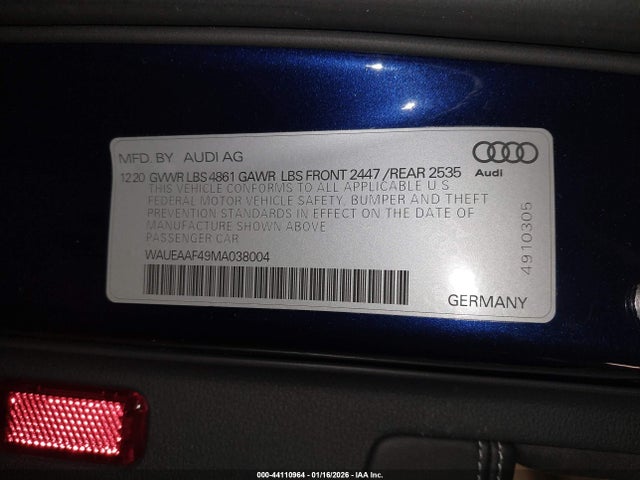 MFD. BY AUDI AG
12.20 GVWR LBS 4861 GAWR LBS FRONT 2447 /REAR 2535
THIS VEHICLE CONFORMS TO ALL APPLICABLE U S
FEDERAL MOTOR VEHICLE SAFETY, BUMPER AND THEFT
PREVENTION STANDARDS IN EFFECT ON THE DATE OF
MANUFACTURE SHOWN ABOVE
PASSENGER CAR
WAUEAAF49MA038004
Audi
4910305
GERMANY
000-44110964 | 01/16/2026 | IAA Inc.